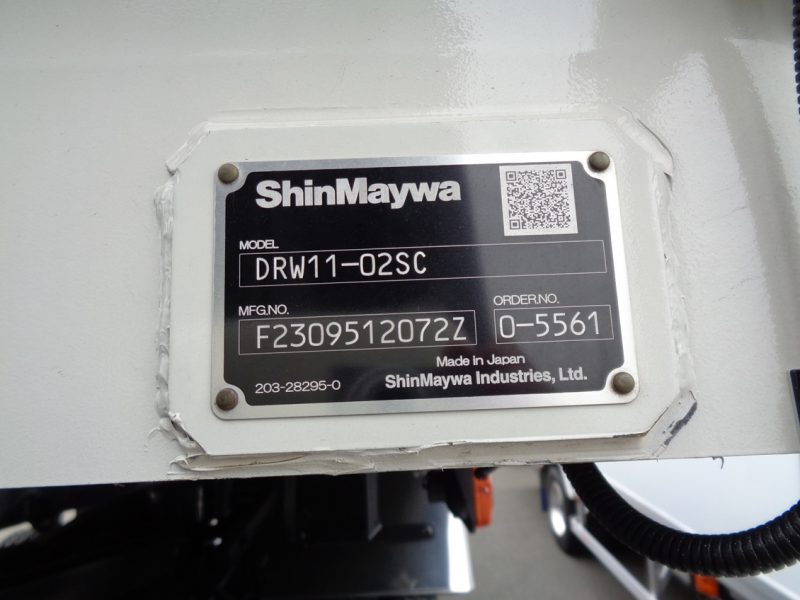 ShinMaywa
MODEL
DRW11-02SC
MFG.NO. ORDER.NO.
F2309512072Z 0-5561
Made in Japan
203-28295-0 ShinMaywa Industries, Ltd.